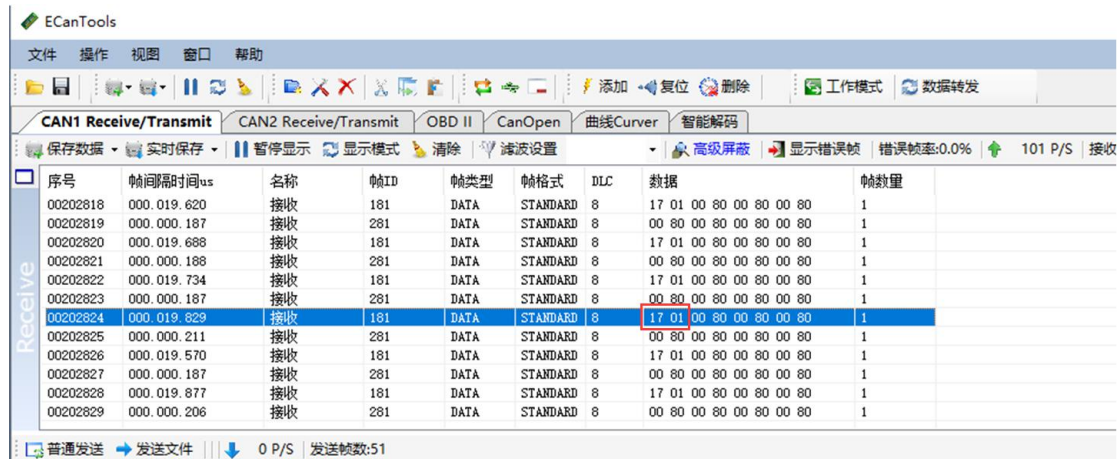 ECanTools
文件 操作 视图 窗口 帮助
添加 复位 删除 工作模式 数据转发
CAN1 Receive/Transmit CAN2 Receive/Transmit OBD II CanOpen 曲线Curver 智能解码
保存数据 实时保存 暂停显示 显示模式 清除 滤波设置 高级屏蔽 显示错误帧 错误帧率:0.0% 101 P/S 接收
序号 帧间隔时间us 名称 帧ID 帧类型 帧格式 DLC 数据 帧数量
00202818 000.019.620 接收 181 DATA STANDARD 8 17 01 00 80 00 80 00 80 1
00202819 000.000.187 接收 281 DATA STANDARD 8 00 80 00 80 00 80 00 80 1
00202820 000.019.688 接收 181 DATA STANDARD 8 17 01 00 80 00 80 00 80 1
00202821 000.000.188 接收 281 DATA STANDARD 8 00 80 00 80 00 80 00 80 1
00202822 000.019.734 接收 181 DATA STANDARD 8 17 01 00 80 00 80 00 80 1
00202823 000.000.187 接收 281 DATA STANDARD 8 00 80 00 80 00 80 00 80 1
00202824 000.019.829 接收 181 DATA STANDARD 8 17 01 00 80 00 80 00 80 1
00202825 000.000.211 接收 281 DATA STANDARD 8 00 80 00 80 00 80 00 80 1
00202826 000.019.570 接收 181 DATA STANDARD 8 17 01 00 80 00 80 00 80 1
00202827 000.000.187 接收 281 DATA STANDARD 8 00 80 00 80 00 80 00 80 1
00202828 000.019.877 接收 181 DATA STANDARD 8 17 01 00 80 00 80 00 80 1
00202829 000.000.206 接收 281 DATA STANDARD 8 00 80 00 80 00 80 00 80 1
Receive
普通发送 发送文件 0 P/S 发送帧数:51